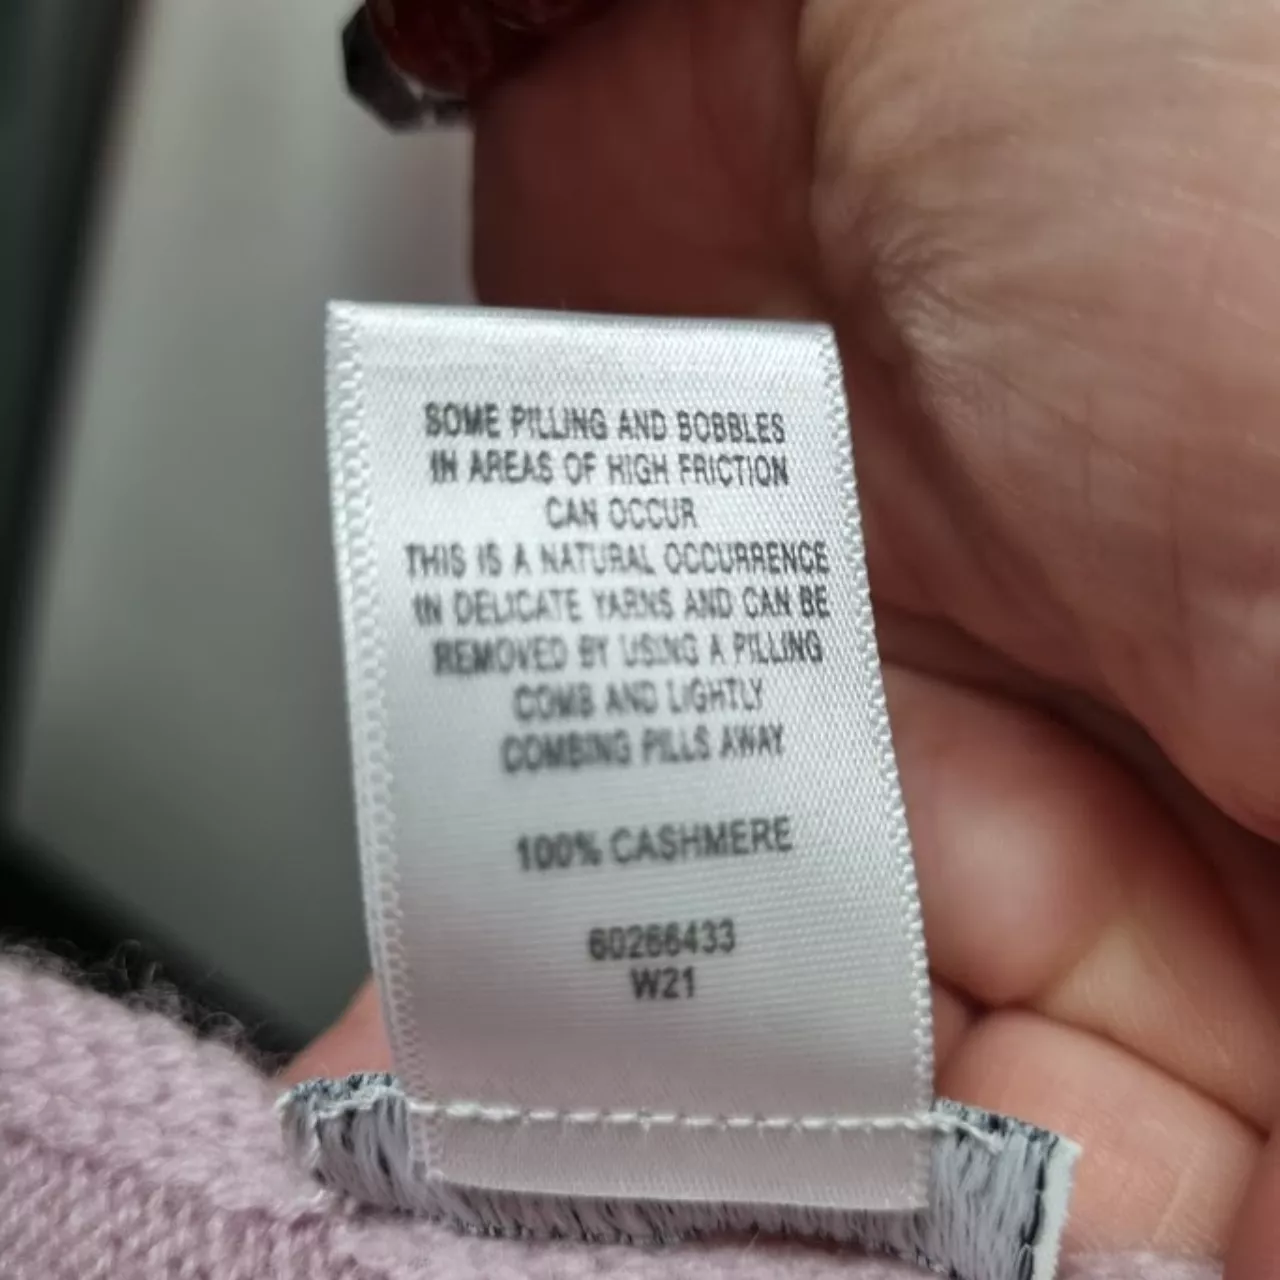 SOME PILLING AND BOBBLES
IN AREAS OF HIGH FRICTION
CAN OCCUR
THIS IS A NATURAL OCCURRENCE
IN DELICATE YARNS AND CAN BE
REMOVED BY USING A PILLING
COMB AND LIGHTLY
COMBING PILLS AWAY
100% CASHMERE
60266433
W21